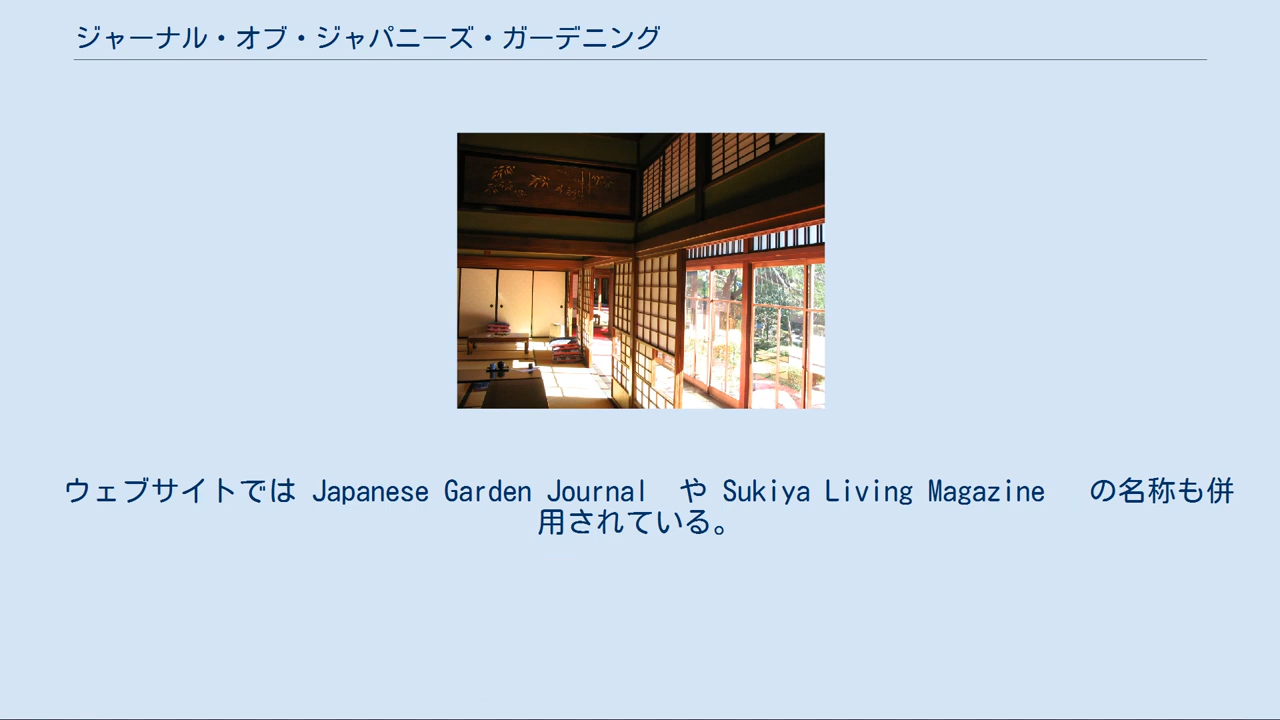 ジャーナル・オブ・ジャパニーズ・ガーデニング
ウェブサイトでは Japanese Garden Journal や Sukiya Living Magazine の名称も併
用されている。